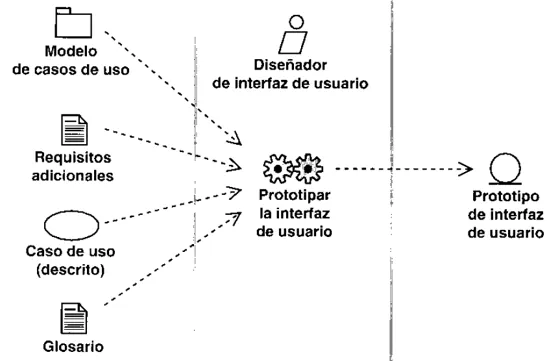 Modelo
de casos de uso
Diseñador
de interfaz de usuario
Requisitos
adicionales
Prototipar
la interfaz
de usuario
Prototipo
de interfaz
de usuario
Caso de uso
(descrito)
Glosario